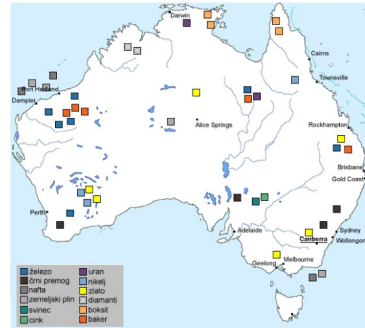 Darwin
Cairns
Townsville
Port Hedland
Dampier
Alice Springs
Rockhampton
Brisbane
Gold Coast
Perth
Adelaide
Sydney
Canberra
Wollongong
Melbourne
Geelong
železo
črni premog
nafta
zemeljski plin
svinec
cink
uran
nikelj
zlato
diamanti
boksit
baker